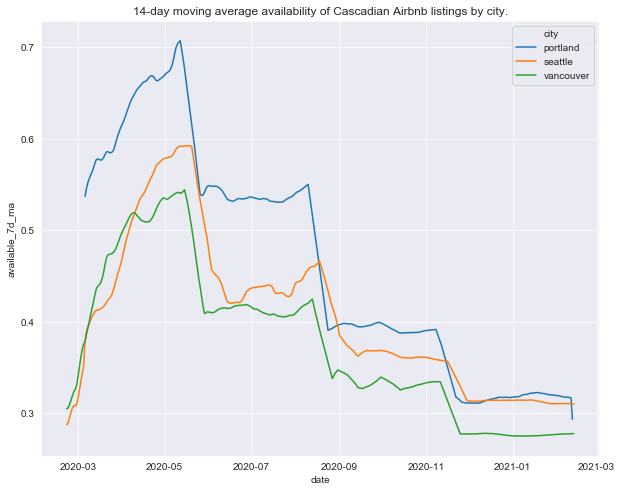 14-day moving average availability of Cascadian Airbnb listings by city.
city
portland
seattle
vancouver
0.7
0.6
0.5
0.4
0.3
available_7d_ma
2020-03
2020-05
2020-07
2020-09
2020-11
2021-01
2021-03
date